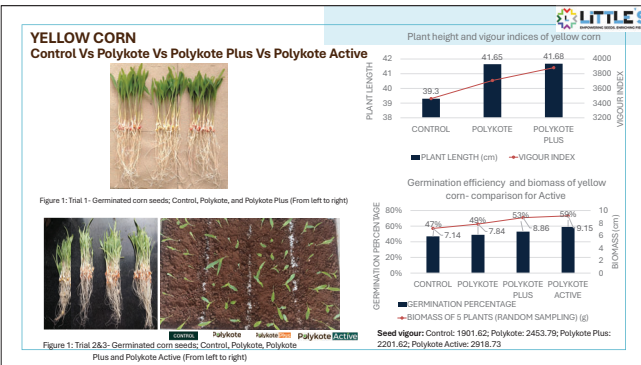 LiTTLE'S
YELLOW CORN
Control Vs Polykote Vs Polykote Plus Vs Polykote Active
Figure 1: Trial 1- Germinated corn seeds; Control, Polykote, and Polykote Plus (From left to right)
CONTROL
Polykote
Polykote Plus
Polykote Active
Figure 1: Trial 2&3- Germinated corn seeds; Control, Polykote, Polykote
Plus and Polykote Active (From left to right)
Plant height and vigour indices of yellow corn
PLANT LENGTH
42
41
40
39
38
39.3
41.65
41.68
4000
3800
3600
3400
3200
VIGOUR INDEX
CONTROL
POLYKOTE
POLYKOTE
PLUS
PLANT LENGTH (cm)
VIGOUR INDEX
Germination efficiency and biomass of yellow
corn- comparison for Active
GERMINATION PERCENTAGE
80%
60%
40%
20%
0%
47%
49%
53%
59%
7.14
7.84
8.86
9.15
10
8
6
4
2
0
BIOMASS (cm)
CONTROL
POLYKOTE
POLYKOTE
PLUS
POLYKOTE
ACTIVE
GERMINATION PERCENTAGE
BIOMASS OF 5 PLANTS (RANDOM SAMPLING) (g)
Seed vigour: Control: 1901.62; Polykote: 2453.79; Polykote Plus:
2201.62; Polykote Active: 2918.73